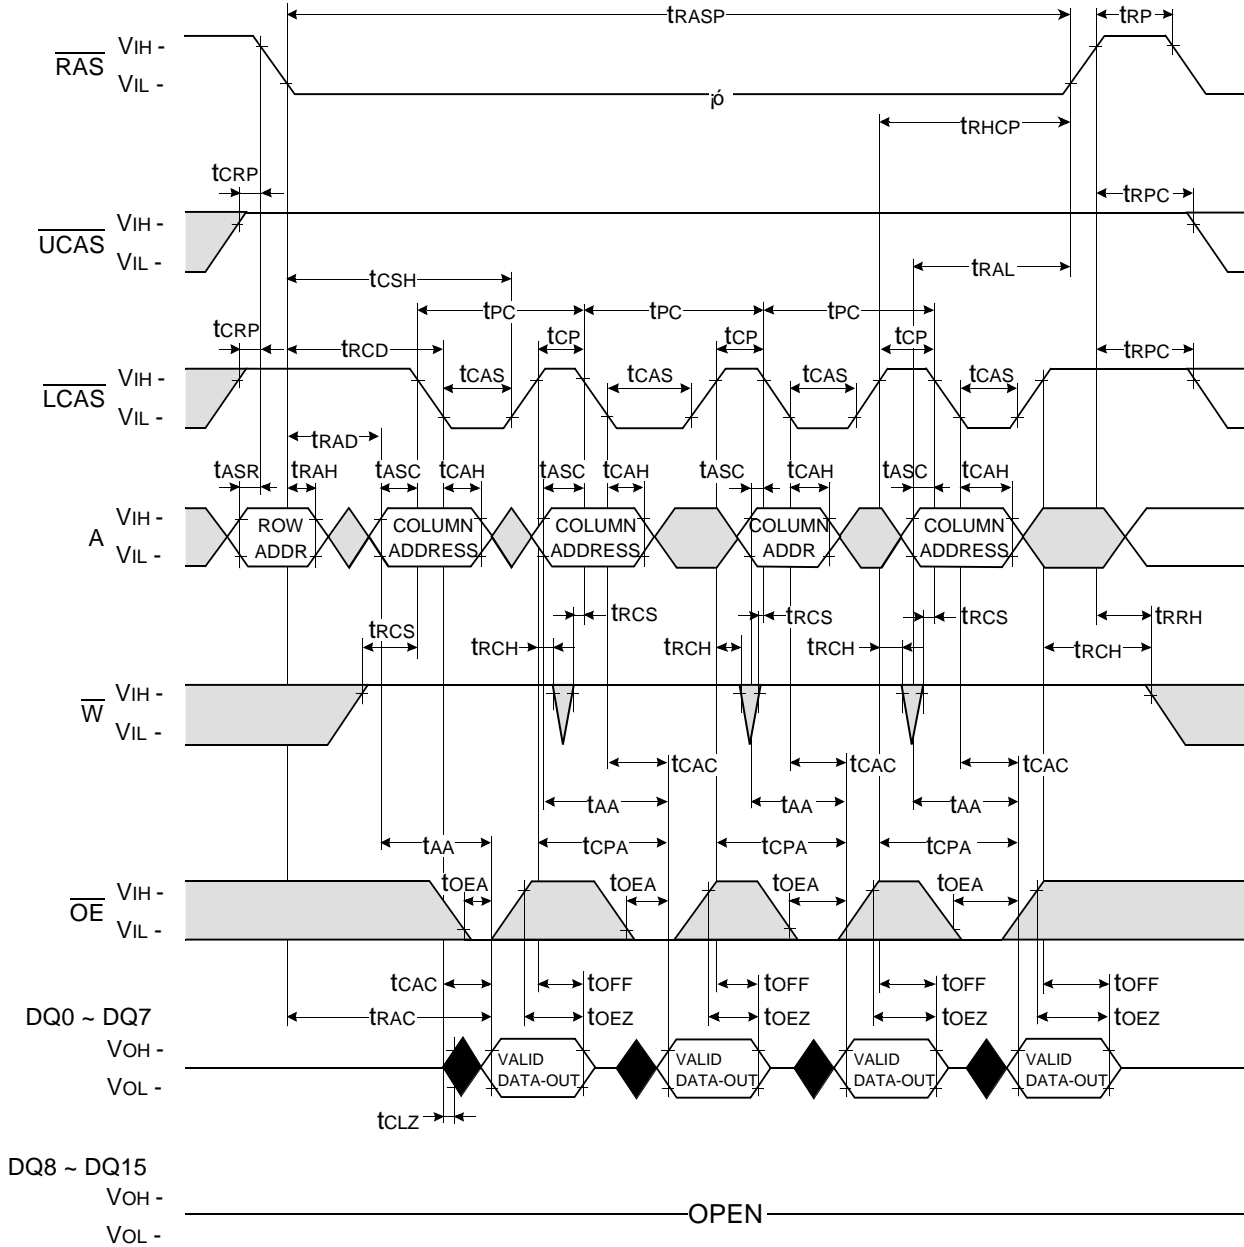 tRASP
tRP
RAS
VIH -
VIL -
¡ó
tRHCP
tCRP
tRPC
UCAS
VIH -
VIL -
tCSH
tRAL
tPC tPC tPC
tCRP
tRCD
tCP tCP tCP
tRPC
LCAS
VIH -
VIL -
tCAS tCAS tCAS tCAS
tRAD
tASR tRAH tASC tCAH tASC tCAH tASC tCAH tASC tCAH
A
VIH -
VIL -
ROW
ADDR
COLUMN
ADDRESS
COLUMN
ADDRESS
COLUMN
ADDR
COLUMN
ADDRESS
tRCS tRCS tRCS tRCS
tRRH
tRCH tRCH tRCH tRCH
W
VIH -
VIL -
tCAC tCAC tCAC
tAA tAA tAA
tAA tCPA tCPA tCPA
tOEA tOEA tOEA tOEA
OE
VIH -
VIL -
tCAC tOFF tOFF tOFF tOFF
tRAC tOEZ tOEZ tOEZ tOEZ
DQ0 ~ DQ7
VOH -
VOL -
VALID
DATA-OUT
VALID
DATA-OUT
VALID
DATA-OUT
VALID
DATA-OUT
tCLZ
DQ8 ~ DQ15
VOH -
VOL -
OPEN